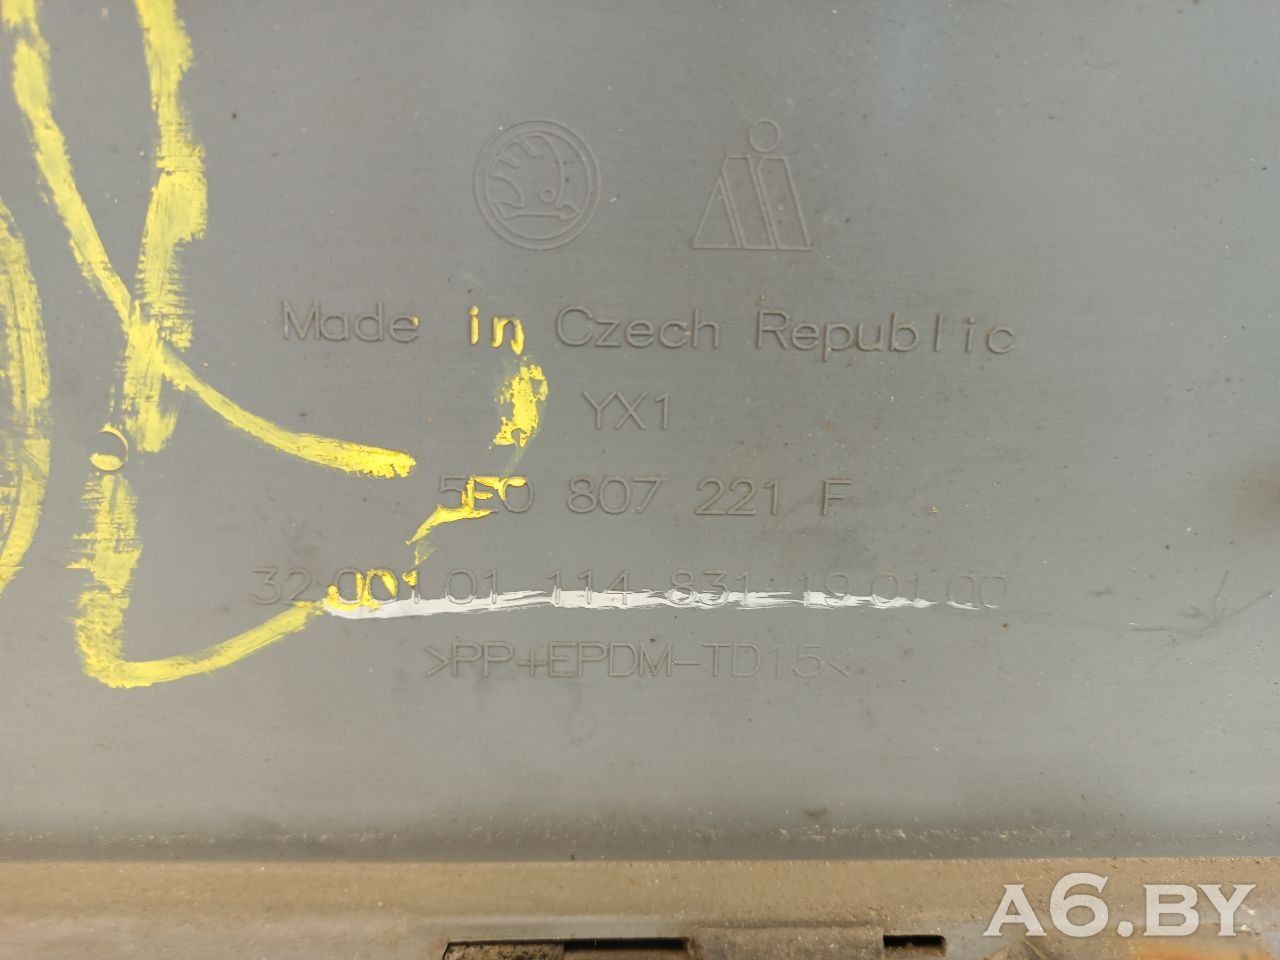 Made in Czech Republic
YX1
5E0 807 221 F
32 001 01 114 831 19 01 00
>PP+EPDM-TD15<
A6.BY